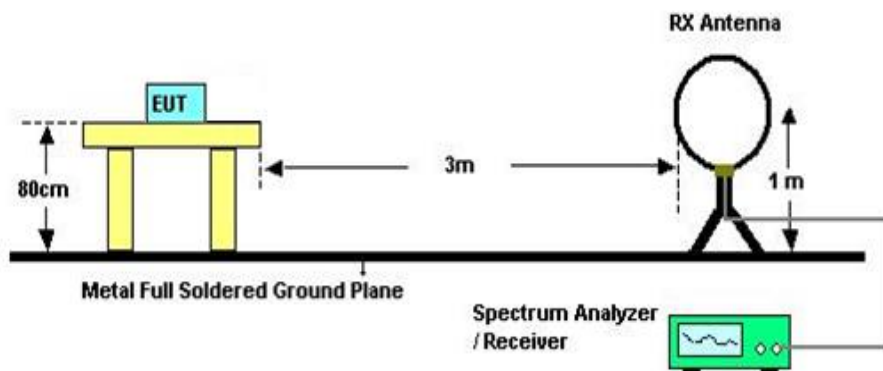 RX Antenna
EUT
3m
80cm
1 m
Metal Full Soldered Ground Plane
Spectrum Analyzer
/ Receiver